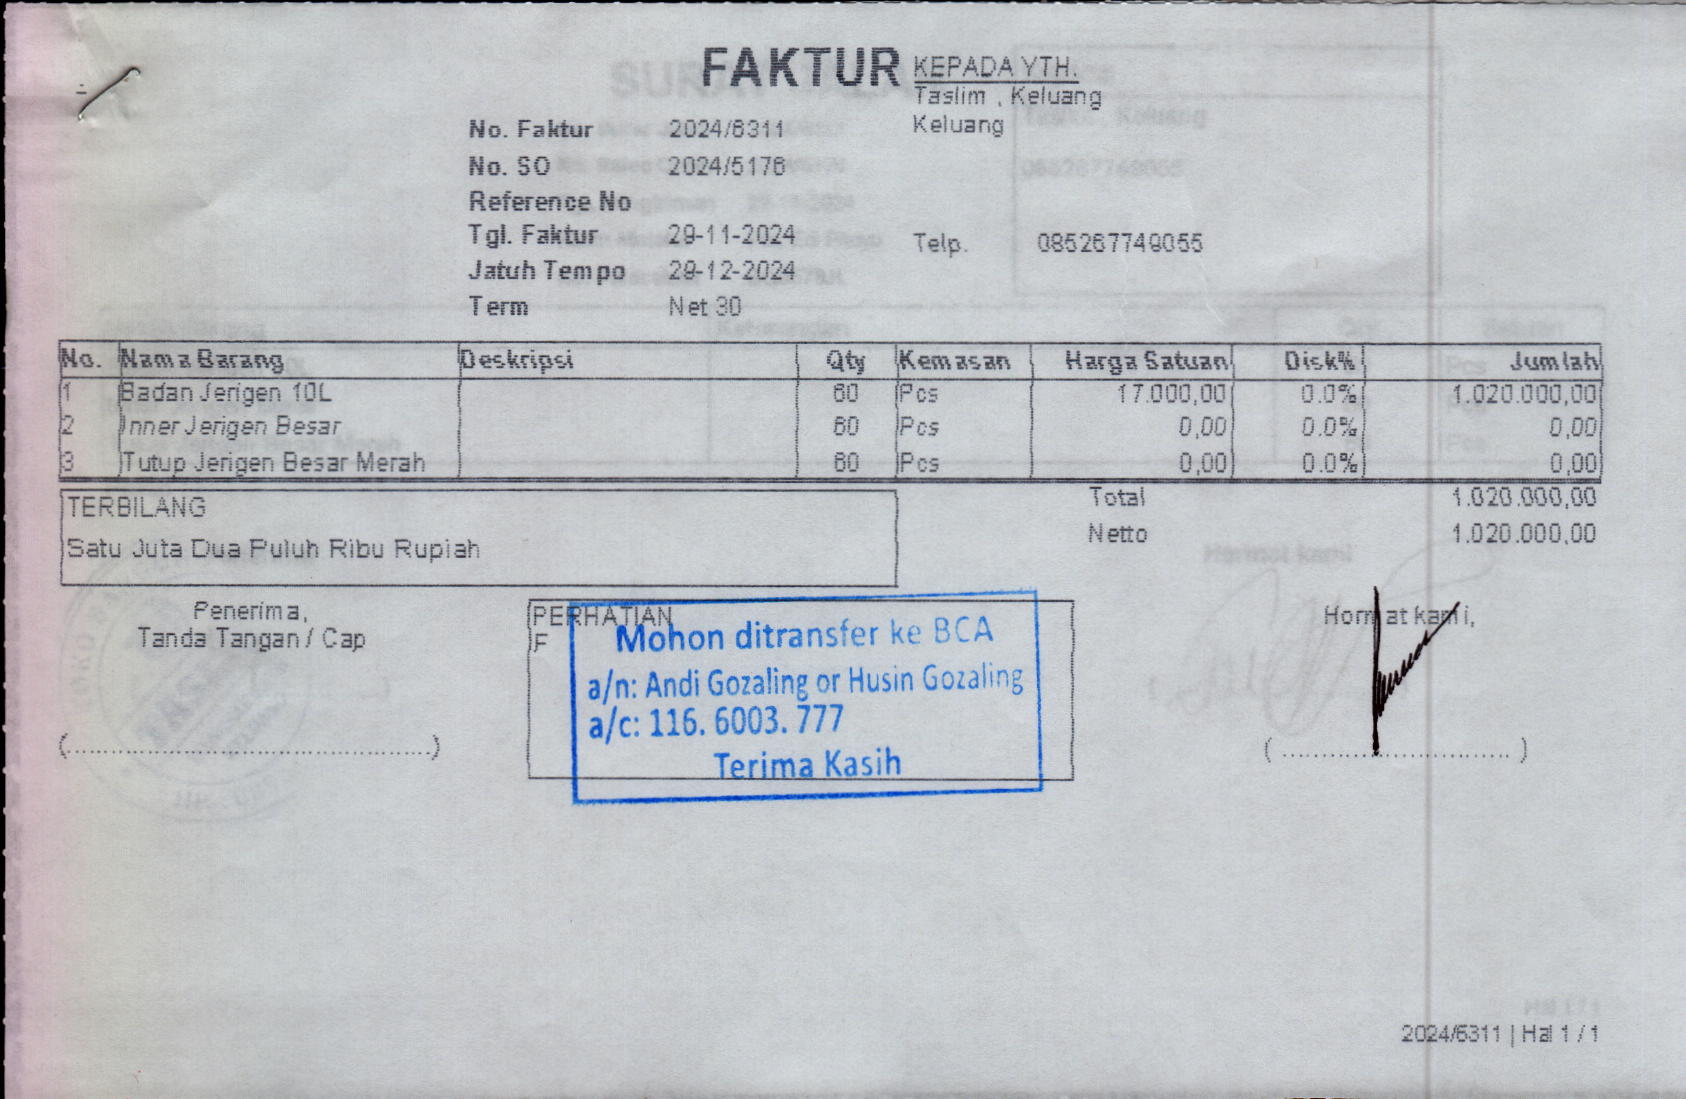 FAKTUR
KEPADA YTH.
Taslim , Keluang
Keluang
No. Faktur 2024/6311
No. SO 2024/5176
Reference No
Tgl. Faktur 29-11-2024
Telp. 085267749055
Jatuh Tempo 29-12-2024
Term Net 30
No. Nama Barang Deskripsi Qty Kemasan Harga Satuan Disk% Jumlah
1 Badan Jerigen 10L 60 Pcs 17.000,00 0.0% 1.020.000,00
2 Inner Jerigen Besar 60 Pcs 0,00 0.0% 0,00
3 Tutup Jerigen Besar Merah 60 Pcs 0,00 0.0% 0,00
Total 1.020.000,00
Netto 1.020.000,00
TERBILANG
Satu Juta Dua Puluh Ribu Rupiah
Penerima,
Tanda Tangan / Cap
(.......................................)
PERHATIAN
F
Mohon ditransfer ke BCA
a/n: Andi Gozaling or Husin Gozaling
a/c: 116. 6003. 777
Terima Kasih
Hormat kami,
( ................................ )
2024/6311 | Hal 1 / 1